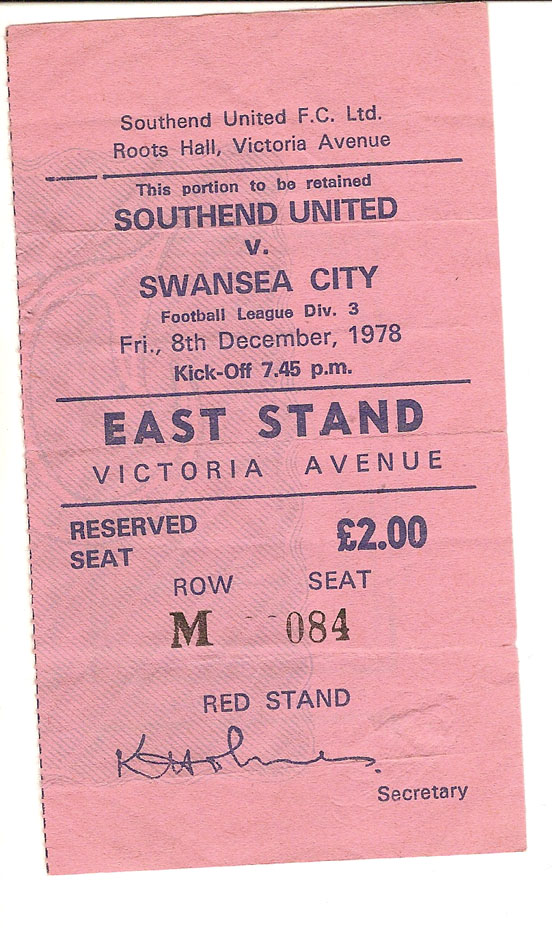 Southend United F.C. Ltd.
Roots Hall, Victoria Avenue
This portion to be retained
SOUTHEND UNITED
v.
SWANSEA CITY
Football League Div. 3
Fri., 8th December, 1978
Kick-Off 7.45 p.m.
EAST STAND
VICTORIA AVENUE
RESERVED SEAT £2.00
ROW SEAT
M 084
RED STAND
K Holmes.
Secretary